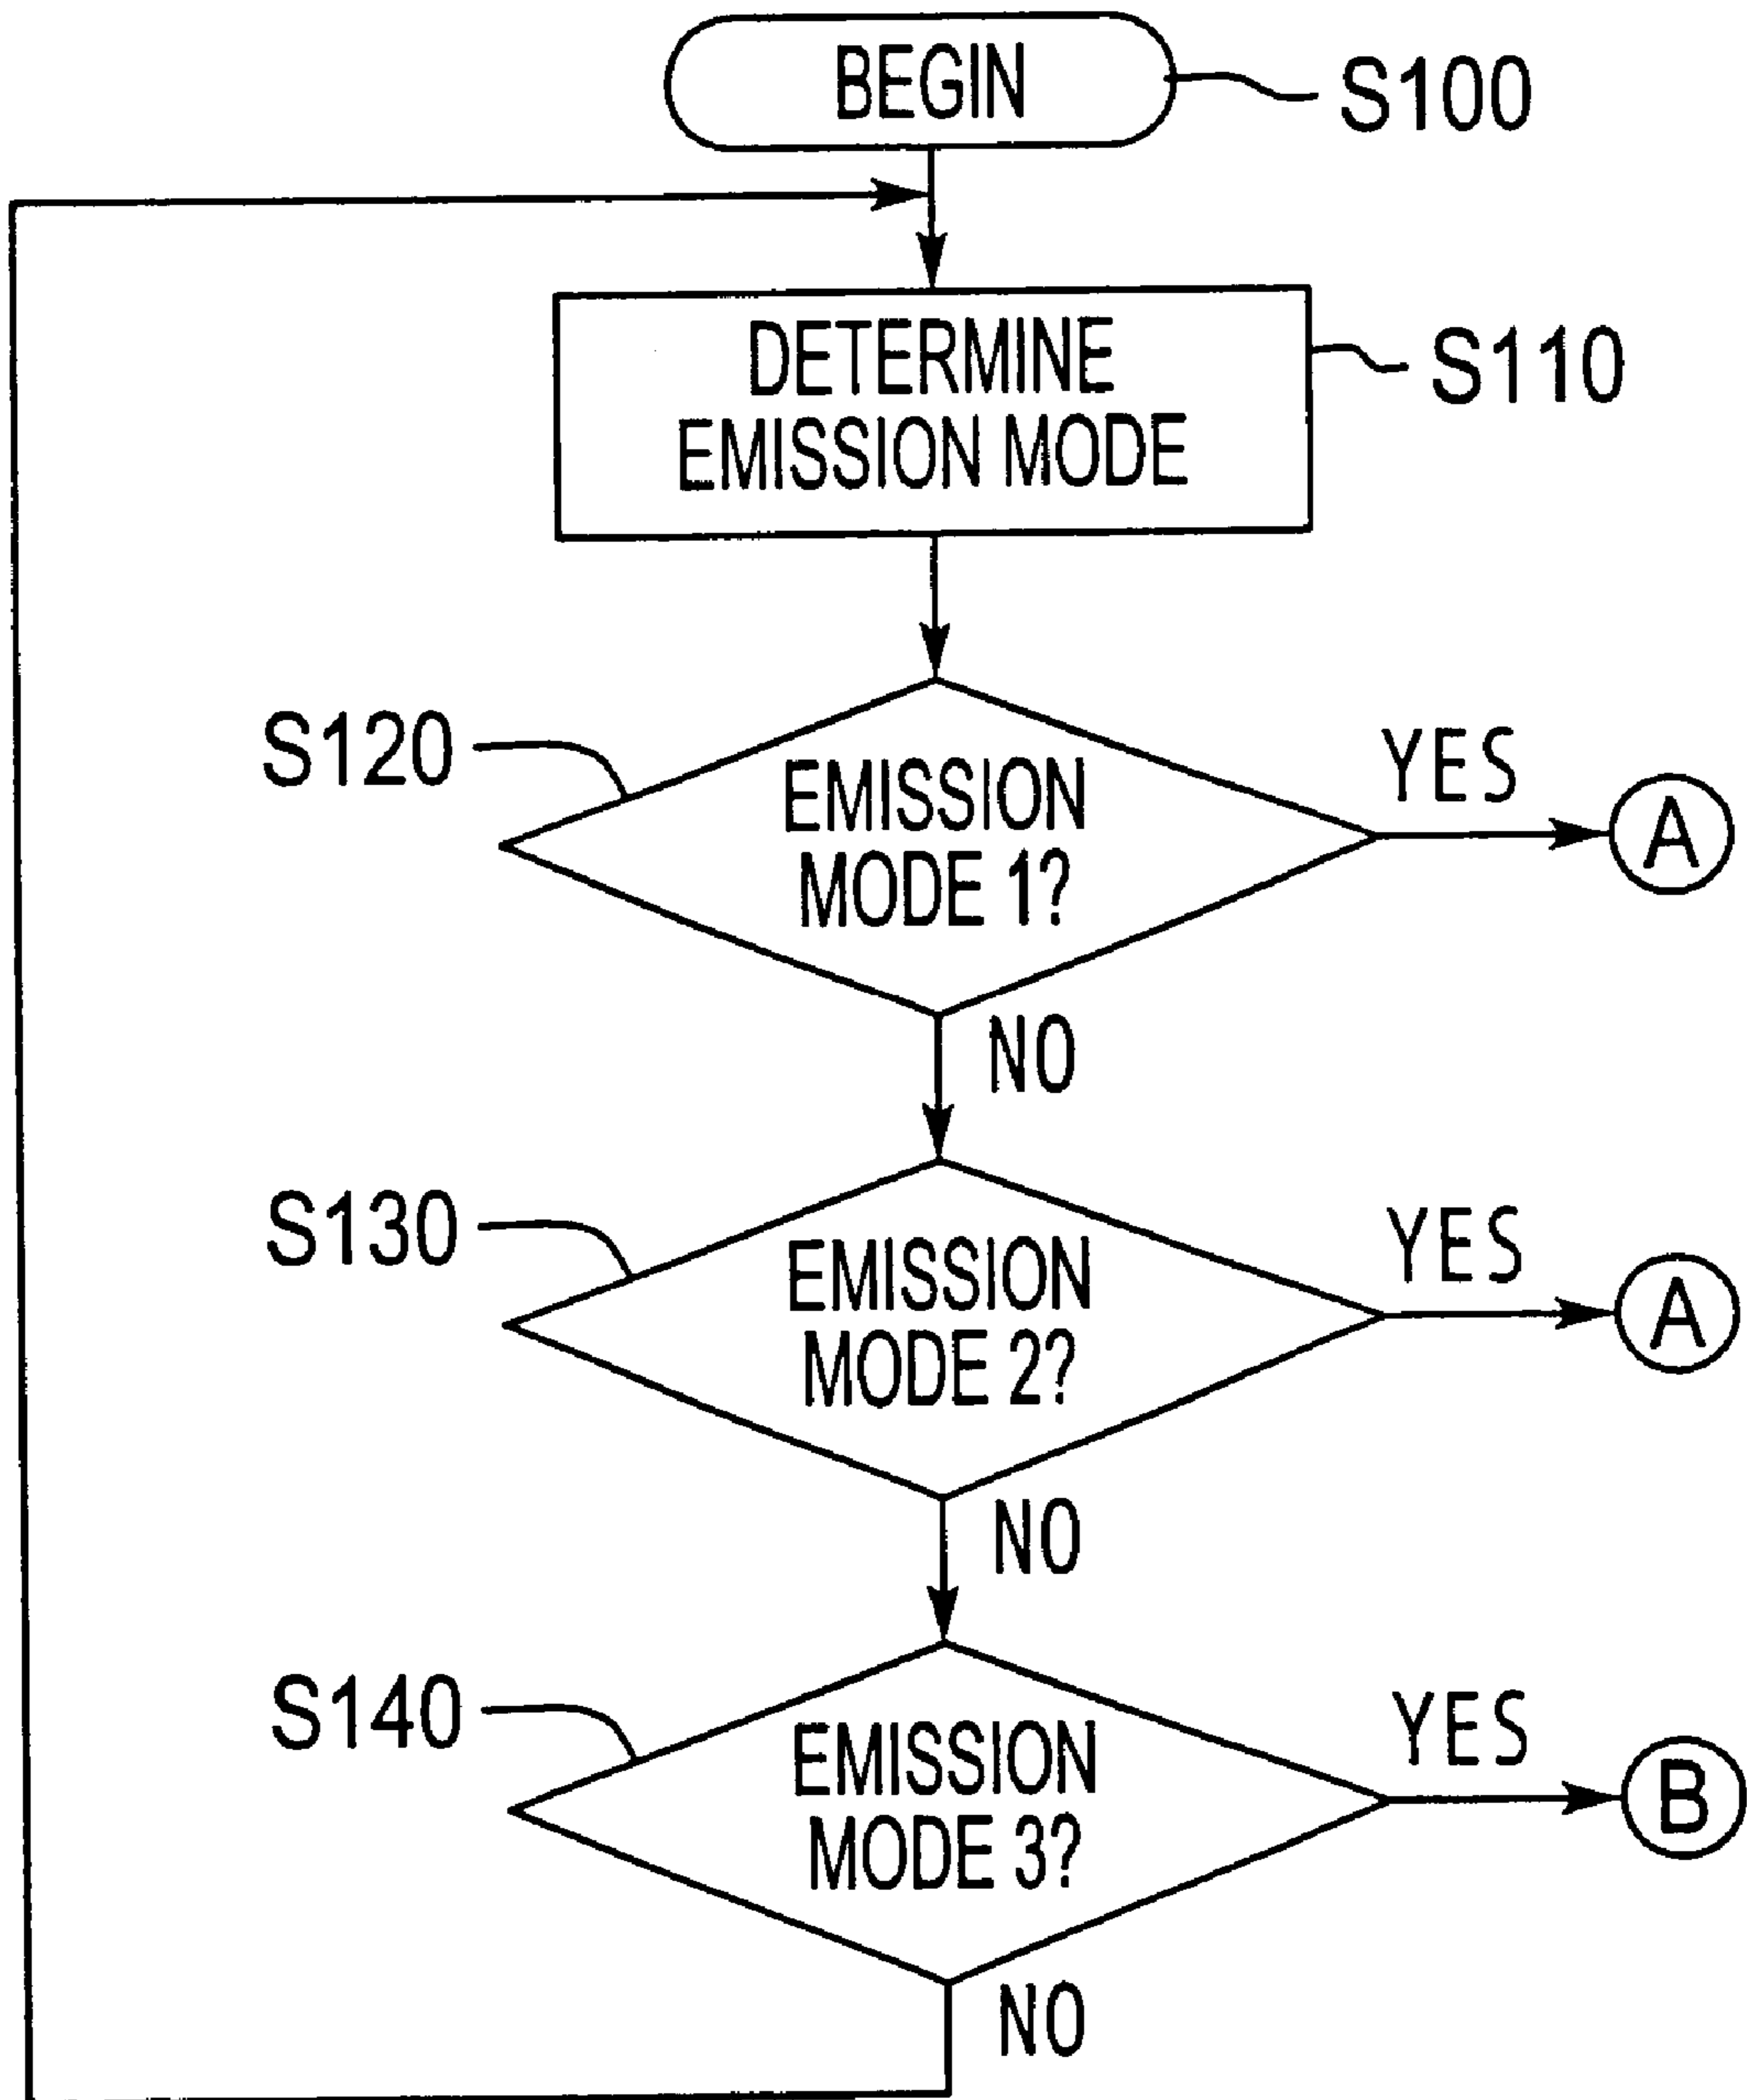 BEGIN
S100
DETERMINE
EMISSION MODE
S110
S120
EMISSION
MODE 1?
YES
A
NO
S130
EMISSION
MODE 2?
YES
A
NO
S140
EMISSION
MODE 3?
YES
B
NO